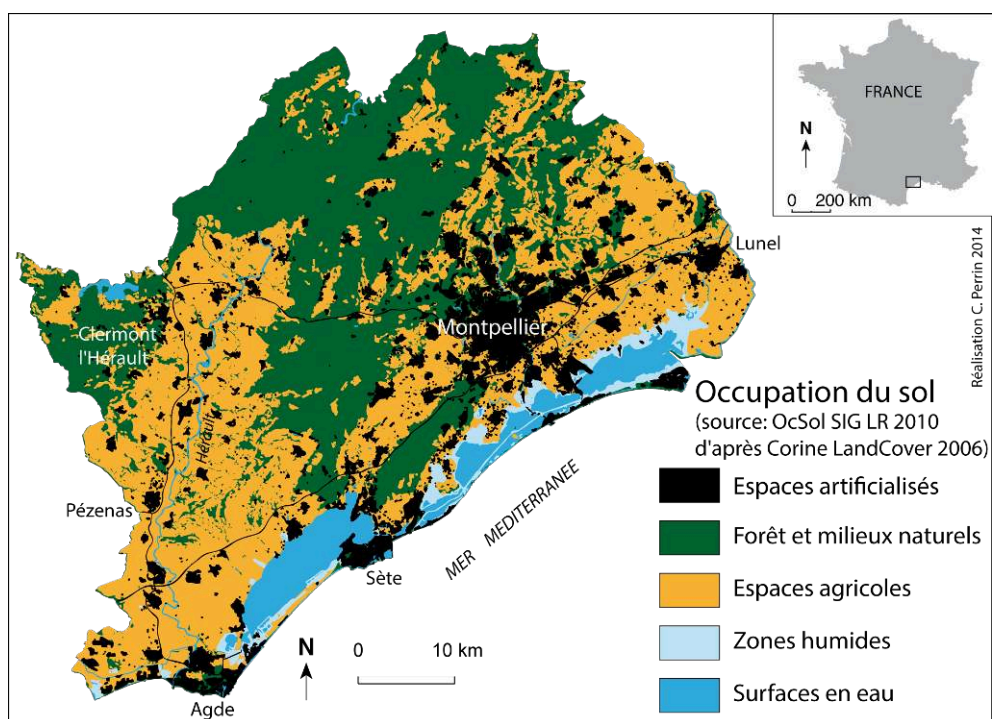 FRANCE
N
0 200 km
Réalisation C. Perrin 2014
Lunel
Montpellier
Clermont
l'Hérault
Hérault
Pézenas
Sète
Agde
MER MEDITERRANEE
N
0 10 km
Occupation du sol
(source: OcSol SIG LR 2010
d'après Corine LandCover 2006)
Espaces artificialisés
Forêt et milieux naturels
Espaces agricoles
Zones humides
Surfaces en eau